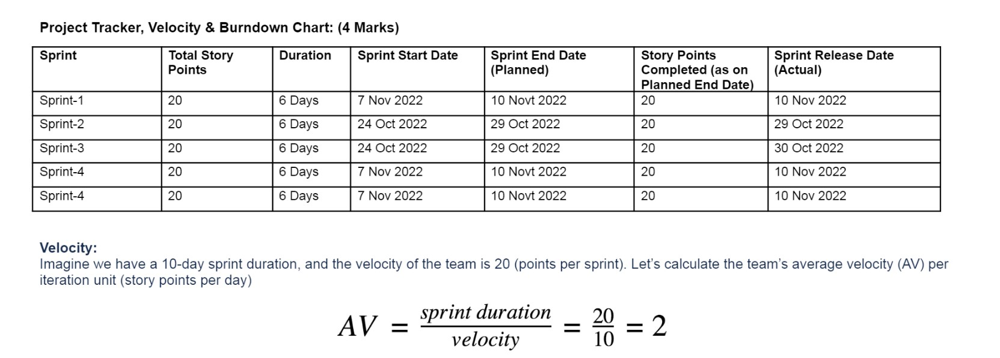 Project Tracker, Velocity & Burndown Chart: (4 Marks)
Sprint Total Story Points Duration Sprint Start Date Sprint End Date (Planned) Story Points Completed (as on Planned End Date) Sprint Release Date (Actual)
Sprint-1 20 6 Days 7 Nov 2022 10 Novt 2022 20 10 Nov 2022
Sprint-2 20 6 Days 24 Oct 2022 29 Oct 2022 20 29 Oct 2022
Sprint-3 20 6 Days 24 Oct 2022 29 Oct 2022 20 30 Oct 2022
Sprint-4 20 6 Days 7 Nov 2022 10 Novt 2022 20 10 Nov 2022
Sprint-4 20 6 Days 7 Nov 2022 10 Novt 2022 20 10 Nov 2022
Velocity:
Imagine we have a 10-day sprint duration, and the velocity of the team is 20 (points per sprint). Let’s calculate the team’s average velocity (AV) per
iteration unit (story points per day)
AV = sprint duration / velocity = 20 / 10 = 2